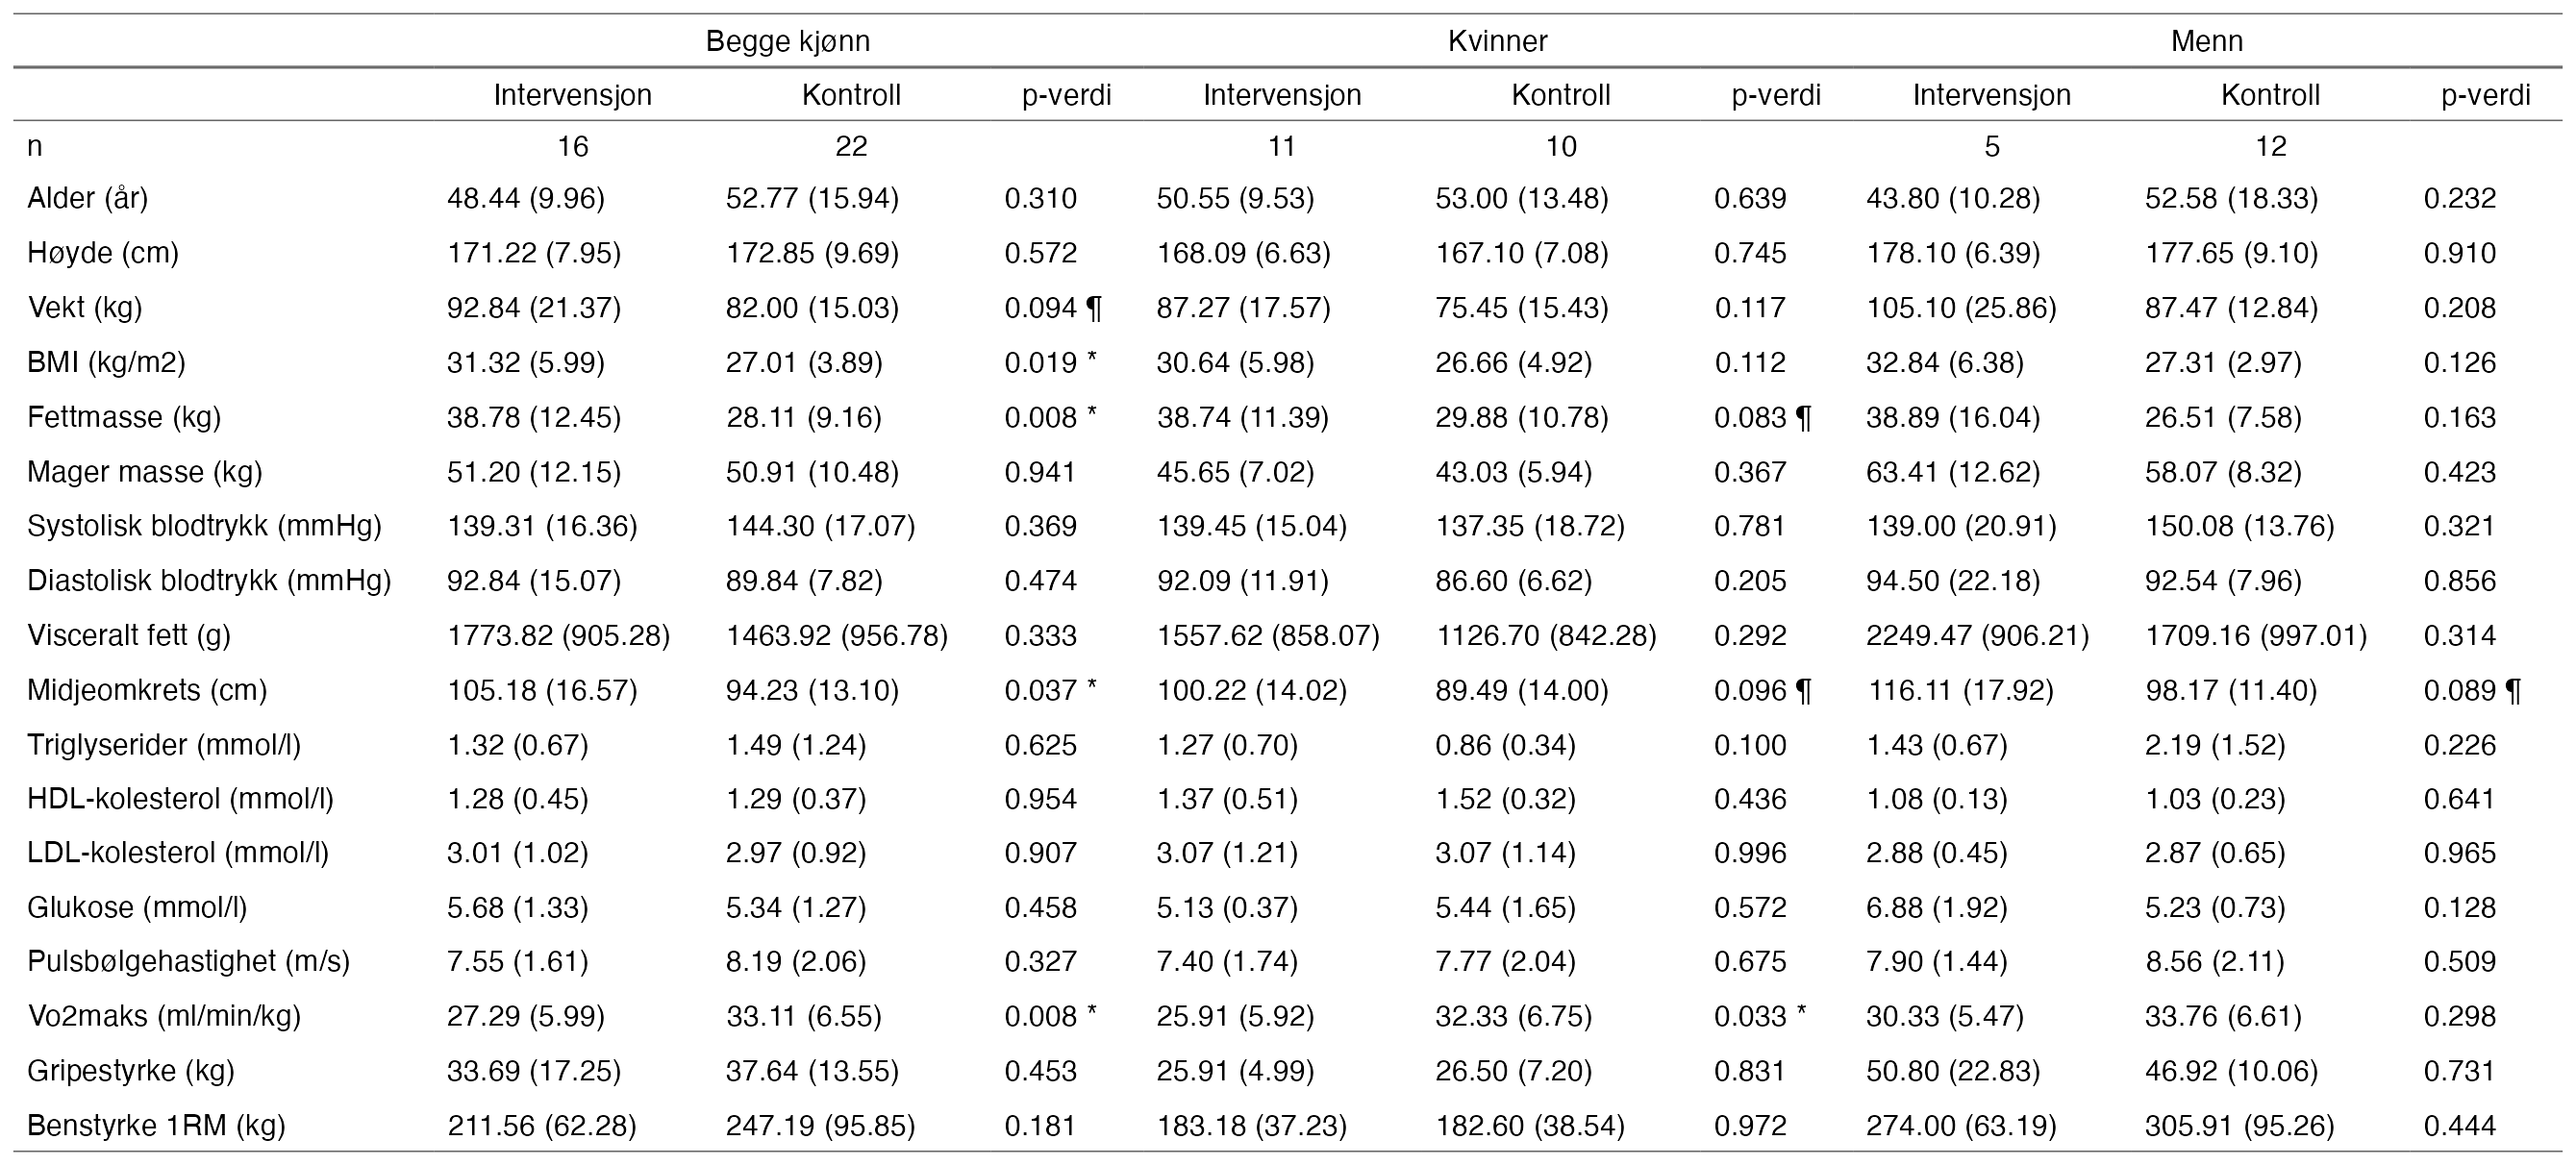 Begge kjønn Kvinner Menn
Intervensjon Kontroll p-verdi Intervensjon Kontroll p-verdi Intervensjon Kontroll p-verdi
n 16 22 11 10 5 12
Alder (år) 48.44 (9.96) 52.77 (15.94) 0.310 50.55 (9.53) 53.00 (13.48) 0.639 43.80 (10.28) 52.58 (18.33) 0.232
Høyde (cm) 171.22 (7.95) 172.85 (9.69) 0.572 168.09 (6.63) 167.10 (7.08) 0.745 178.10 (6.39) 177.65 (9.10) 0.910
Vekt (kg) 92.84 (21.37) 82.00 (15.03) 0.094 ¶ 87.27 (17.57) 75.45 (15.43) 0.117 105.10 (25.86) 87.47 (12.84) 0.208
BMI (kg/m2) 31.32 (5.99) 27.01 (3.89) 0.019 * 30.64 (5.98) 26.66 (4.92) 0.112 32.84 (6.38) 27.31 (2.97) 0.126
Fettmasse (kg) 38.78 (12.45) 28.11 (9.16) 0.008 * 38.74 (11.39) 29.88 (10.78) 0.083 ¶ 38.89 (16.04) 26.51 (7.58) 0.163
Mager masse (kg) 51.20 (12.15) 50.91 (10.48) 0.941 45.65 (7.02) 43.03 (5.94) 0.367 63.41 (12.62) 58.07 (8.32) 0.423
Systolisk blodtrykk (mmHg) 139.31 (16.36) 144.30 (17.07) 0.369 139.45 (15.04) 137.35 (18.72) 0.781 139.00 (20.91) 150.08 (13.76) 0.321
Diastolisk blodtrykk (mmHg) 92.84 (15.07) 89.84 (7.82) 0.474 92.09 (11.91) 86.60 (6.62) 0.205 94.50 (22.18) 92.54 (7.96) 0.856
Visceralt fett (g) 1773.82 (905.28) 1463.92 (956.78) 0.333 1557.62 (858.07) 1126.70 (842.28) 0.292 2249.47 (906.21) 1709.16 (997.01) 0.314
Midjeomkrets (cm) 105.18 (16.57) 94.23 (13.10) 0.037 * 100.22 (14.02) 89.49 (14.00) 0.096 ¶ 116.11 (17.92) 98.17 (11.40) 0.089 ¶
Triglyserider (mmol/l) 1.32 (0.67) 1.49 (1.24) 0.625 1.27 (0.70) 0.86 (0.34) 0.100 1.43 (0.67) 2.19 (1.52) 0.226
HDL-kolesterol (mmol/l) 1.28 (0.45) 1.29 (0.37) 0.954 1.37 (0.51) 1.52 (0.32) 0.436 1.08 (0.13) 1.03 (0.23) 0.641
LDL-kolesterol (mmol/l) 3.01 (1.02) 2.97 (0.92) 0.907 3.07 (1.21) 3.07 (1.14) 0.996 2.88 (0.45) 2.87 (0.65) 0.965
Glukose (mmol/l) 5.68 (1.33) 5.34 (1.27) 0.458 5.13 (0.37) 5.44 (1.65) 0.572 6.88 (1.92) 5.23 (0.73) 0.128
Pulsbølgehastighet (m/s) 7.55 (1.61) 8.19 (2.06) 0.327 7.40 (1.74) 7.77 (2.04) 0.675 7.90 (1.44) 8.56 (2.11) 0.509
Vo2maks (ml/min/kg) 27.29 (5.99) 33.11 (6.55) 0.008 * 25.91 (5.92) 32.33 (6.75) 0.033 * 30.33 (5.47) 33.76 (6.61) 0.298
Gripestyrke (kg) 33.69 (17.25) 37.64 (13.55) 0.453 25.91 (4.99) 26.50 (7.20) 0.831 50.80 (22.83) 46.92 (10.06) 0.731
Benstyrke 1RM (kg) 211.56 (62.28) 247.19 (95.85) 0.181 183.18 (37.23) 182.60 (38.54) 0.972 274.00 (63.19) 305.91 (95.26) 0.444